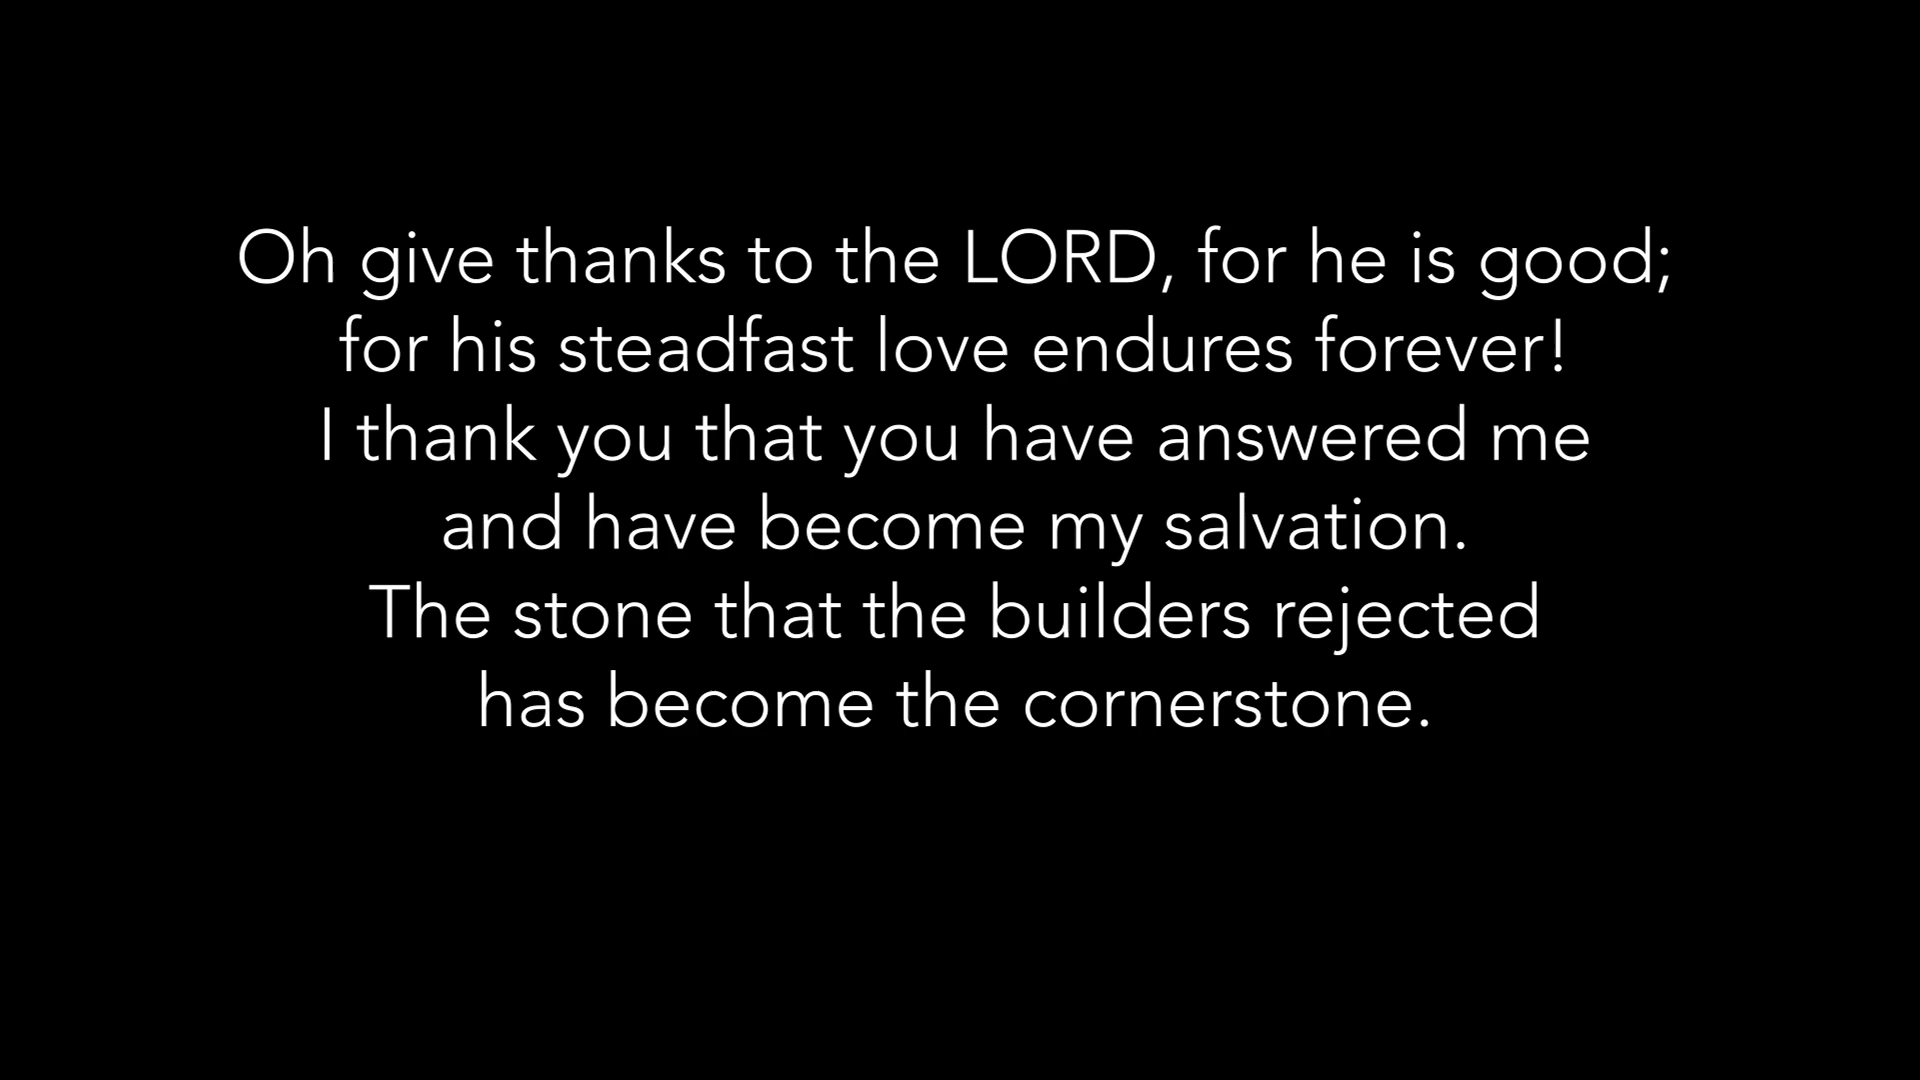 Oh give thanks to the LORD, for he is good;
for his steadfast love endures forever!
I thank you that you have answered me
and have become my salvation.
The stone that the builders rejected
has become the cornerstone.